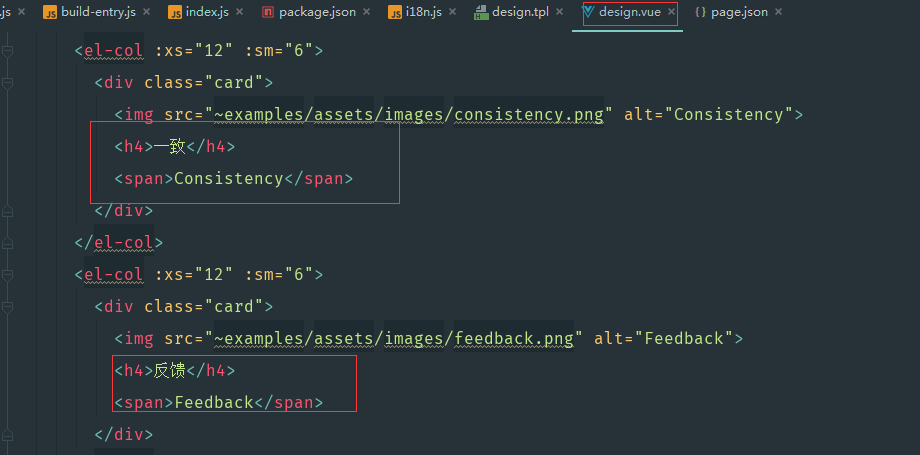 .js × build-entry.js × index.js × package.json × i18n.js × design.tpl × design.vue × page.json ×
<el-col :xs="12" :sm="6">
<div class="card">
<img src="~examples/assets/images/consistency.png" alt="Consistency">
<h4>一致</h4>
<span>Consistency</span>
</div>
</el-col>
<el-col :xs="12" :sm="6">
<div class="card">
<img src="~examples/assets/images/feedback.png" alt="Feedback">
<h4>反馈</h4>
<span>Feedback</span>
</div>